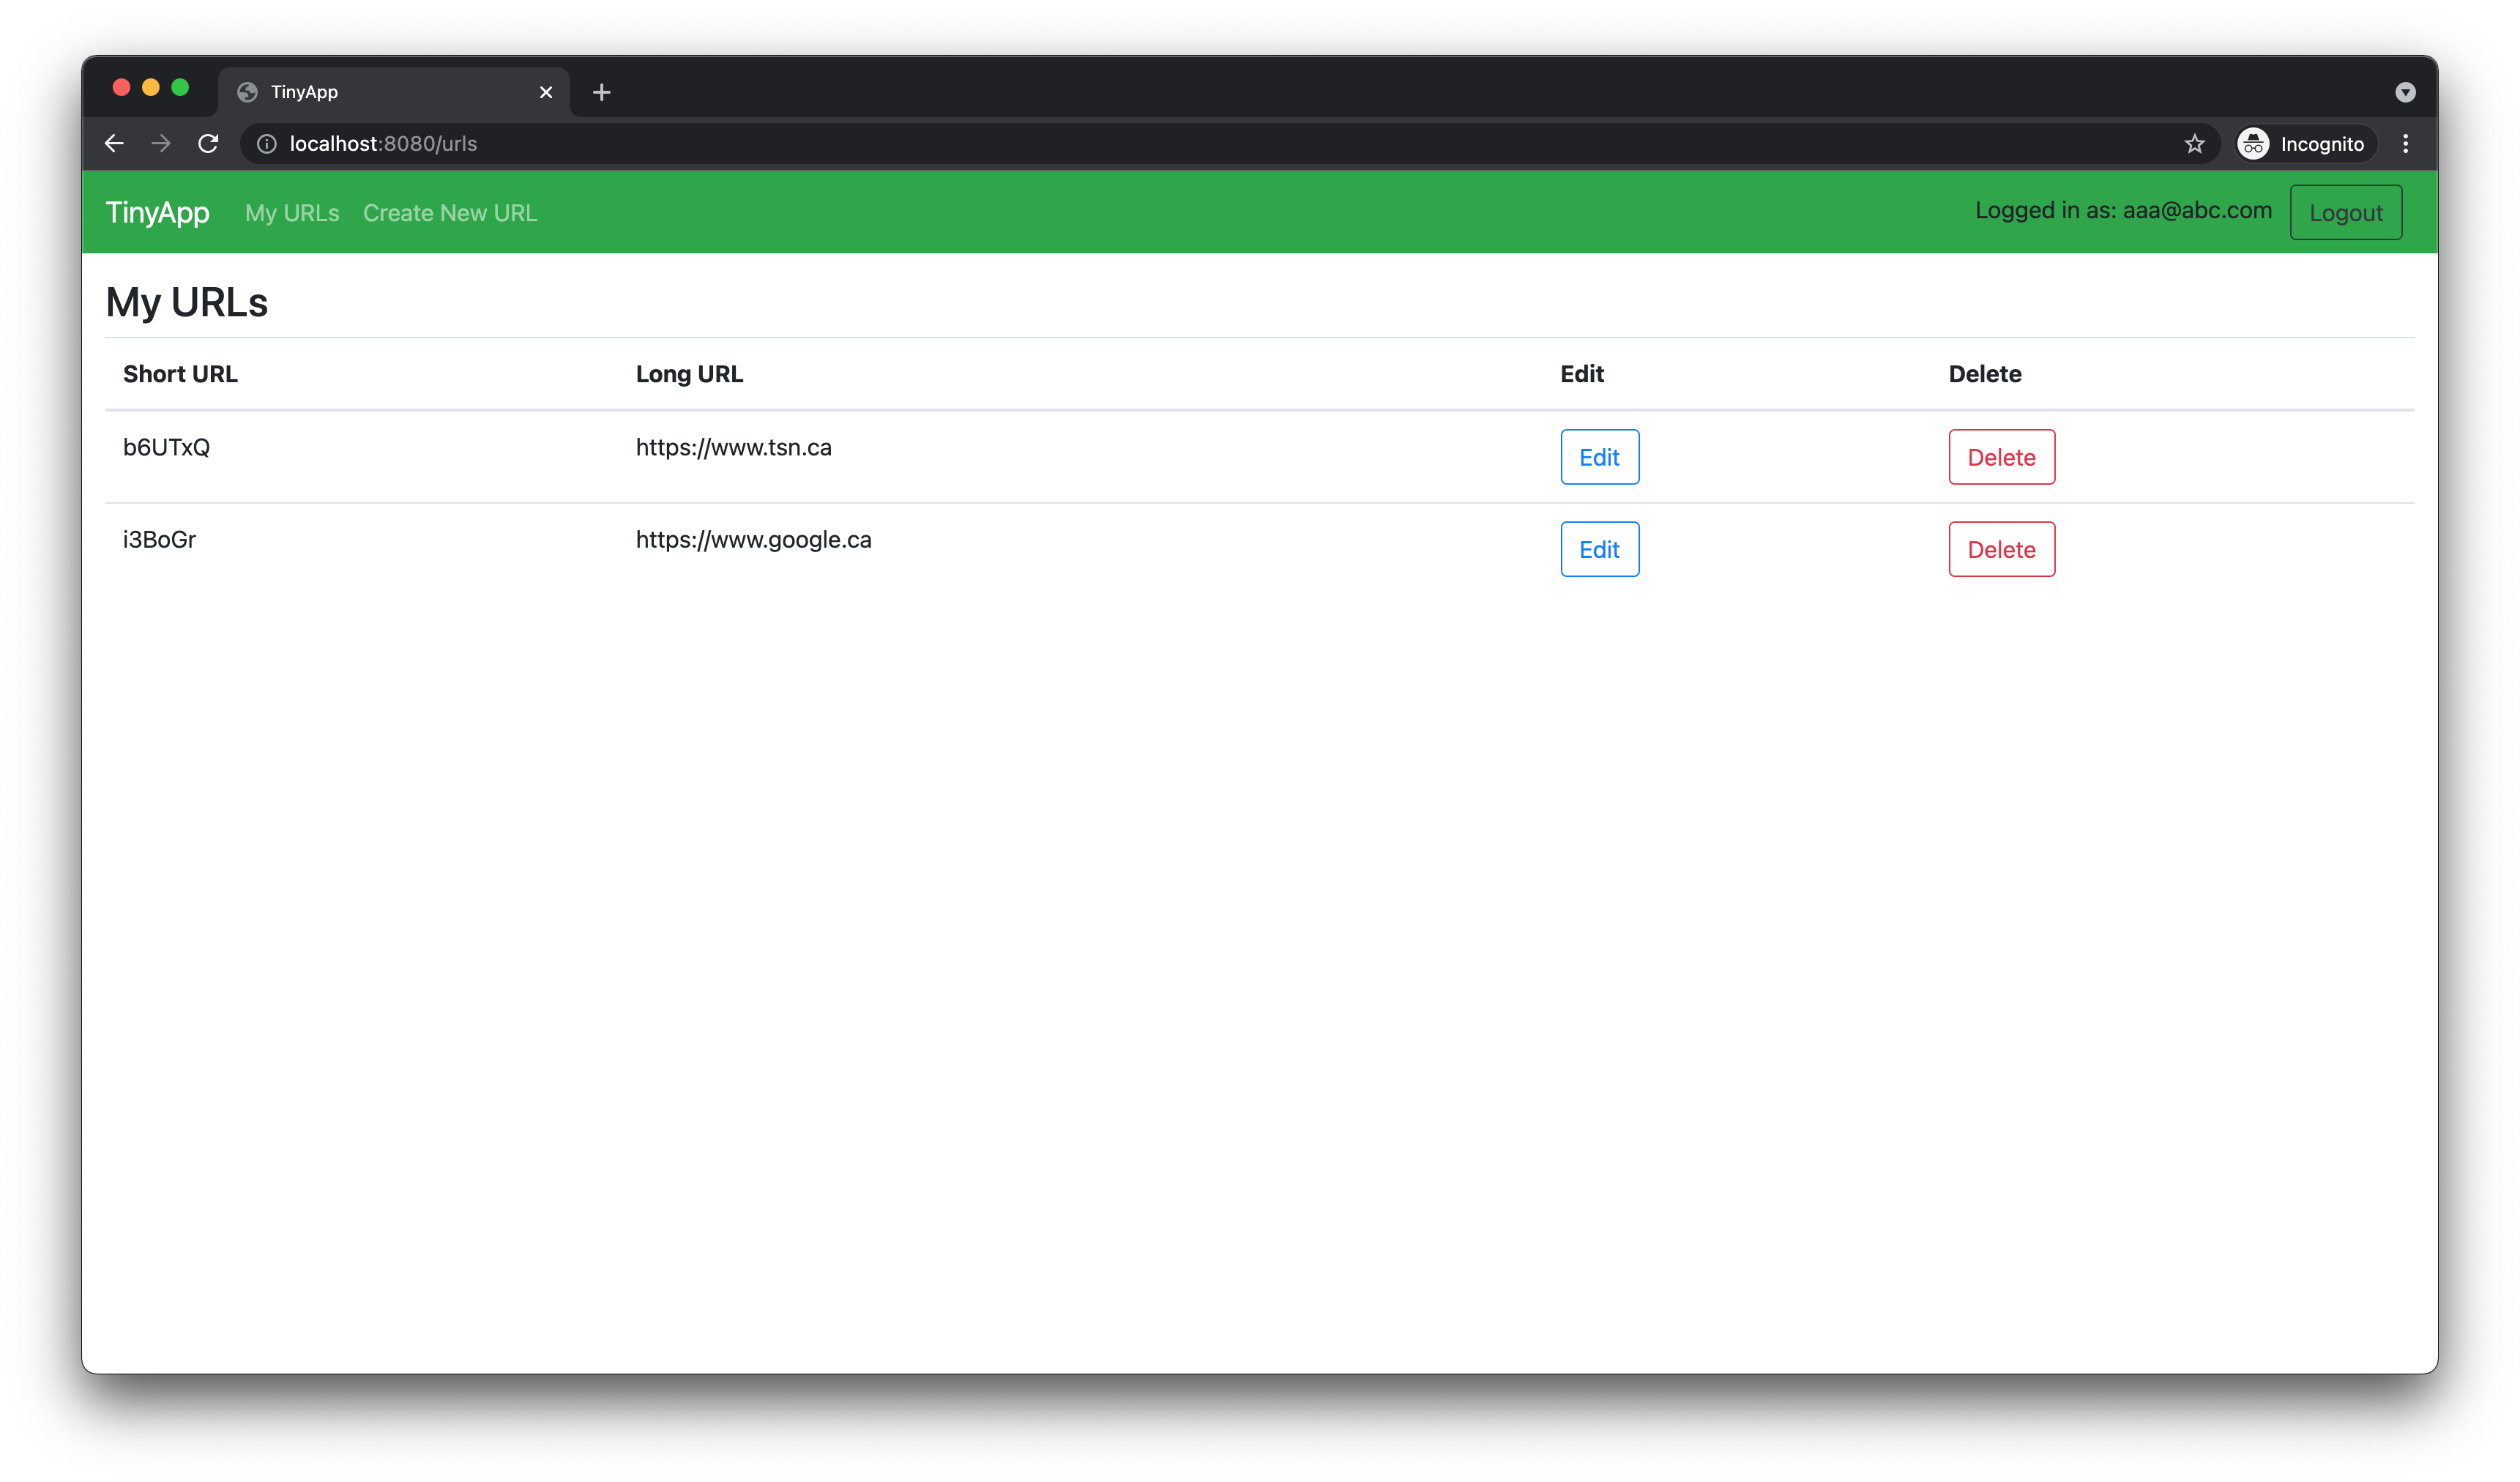 TinyApp
localhost:8080/urls
Incognito
TinyApp My URLs Create New URL Logged in as: aaa@abc.com Logout
My URLs
Short URL Long URL Edit Delete
b6UTxQ https://www.tsn.ca Edit Delete
i3BoGr https://www.google.ca Edit Delete